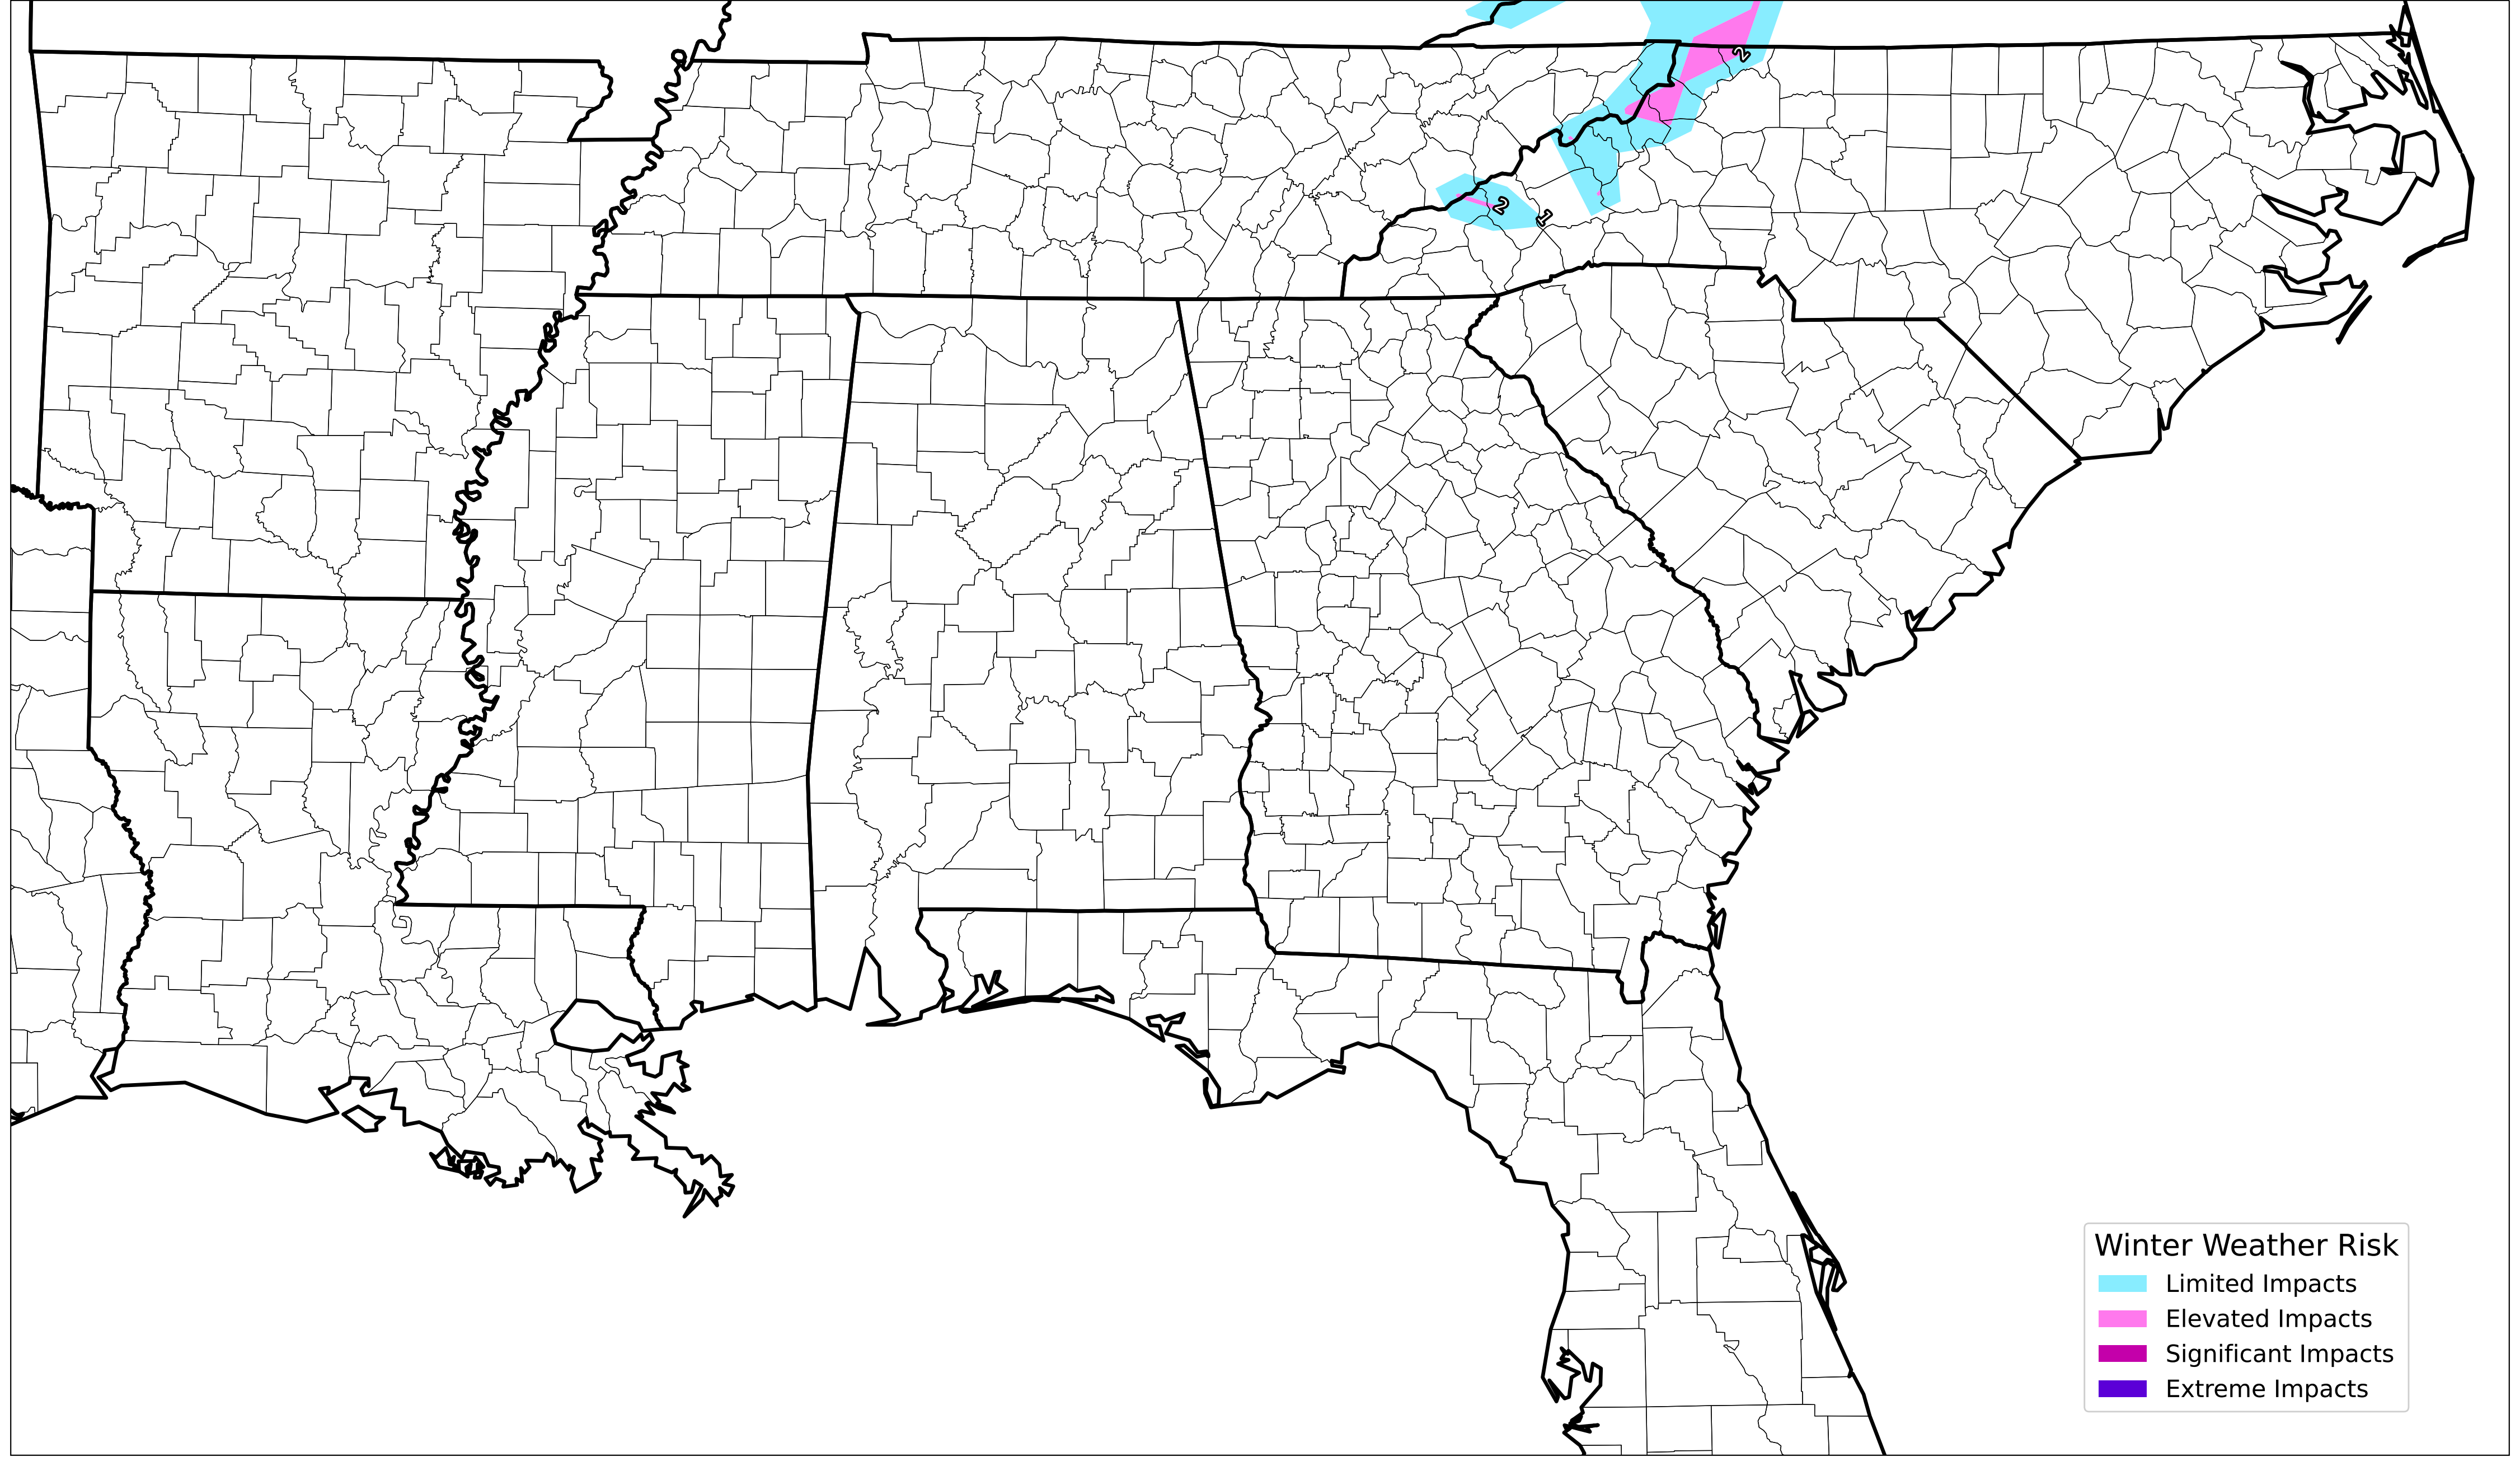 2
2
1
Winter Weather Risk
Limited Impacts
Elevated Impacts
Significant Impacts
Extreme Impacts